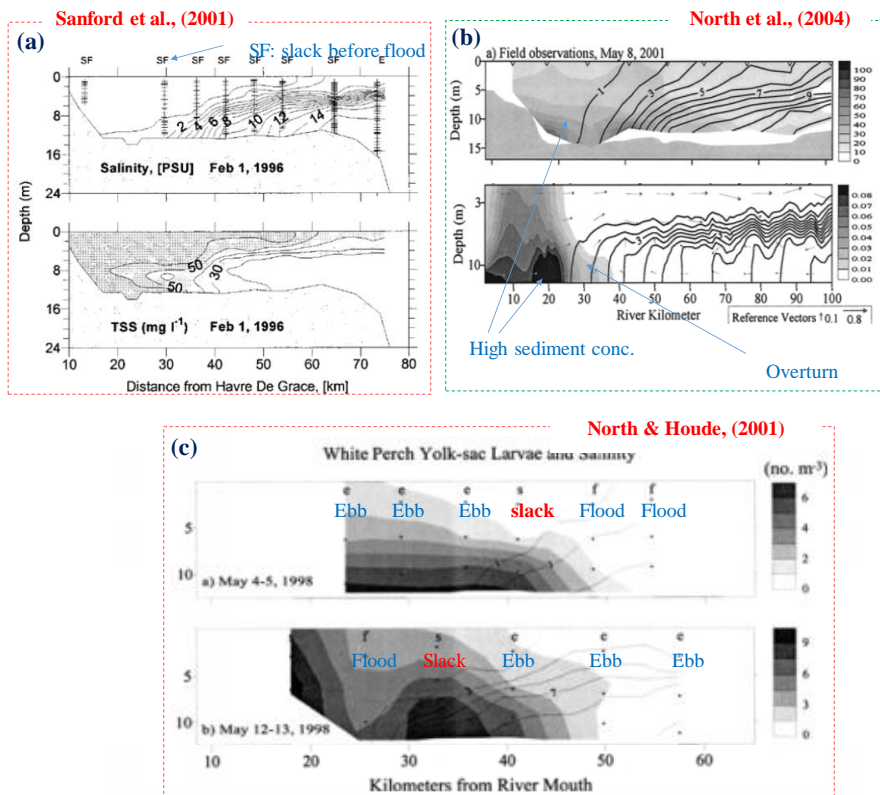 Sanford et al., (2001)
(a)
SF SF SF SF SF SF SF E
SF: slack before flood
0
8
16
24
2 4 6 8 10 12 14
Salinity, [PSU] Feb 1, 1996
Depth (m)
0
8
16
24
50 30
50
TSS (mg l-1) Feb 1, 1996
10 20 30 40 50 60 70 80
Distance from Havre De Grace, [km]
North et al., (2004)
(b)
a) Field observations, May 8, 2001
Depth (m)
0
5
10
15
1 3 5 7 9
100
90
80
70
60
50
40
30
20
10
0
Depth (m)
3
10
3
0.08
0.07
0.06
0.05
0.04
0.03
0.02
0.01
0.00
10 20 30 40 50 60 70 80 90 100
River Kilometer
Reference Vectors ↑0.1 → 0.8
High sediment conc.
Overturn
North & Houde, (2001)
(c)
White Perch Yolk-sac Larvae and Salinity
(no. m-3)
e e e s f f
Ebb Ebb Ebb slack Flood Flood
5
10
a) May 4-5, 1998
6
4
2
0
f s e e e
Flood Slack Ebb Ebb Ebb
5
10
b) May 12-13, 1998
9
6
3
0
10 20 30 40 50 60
Kilometers from River Mouth